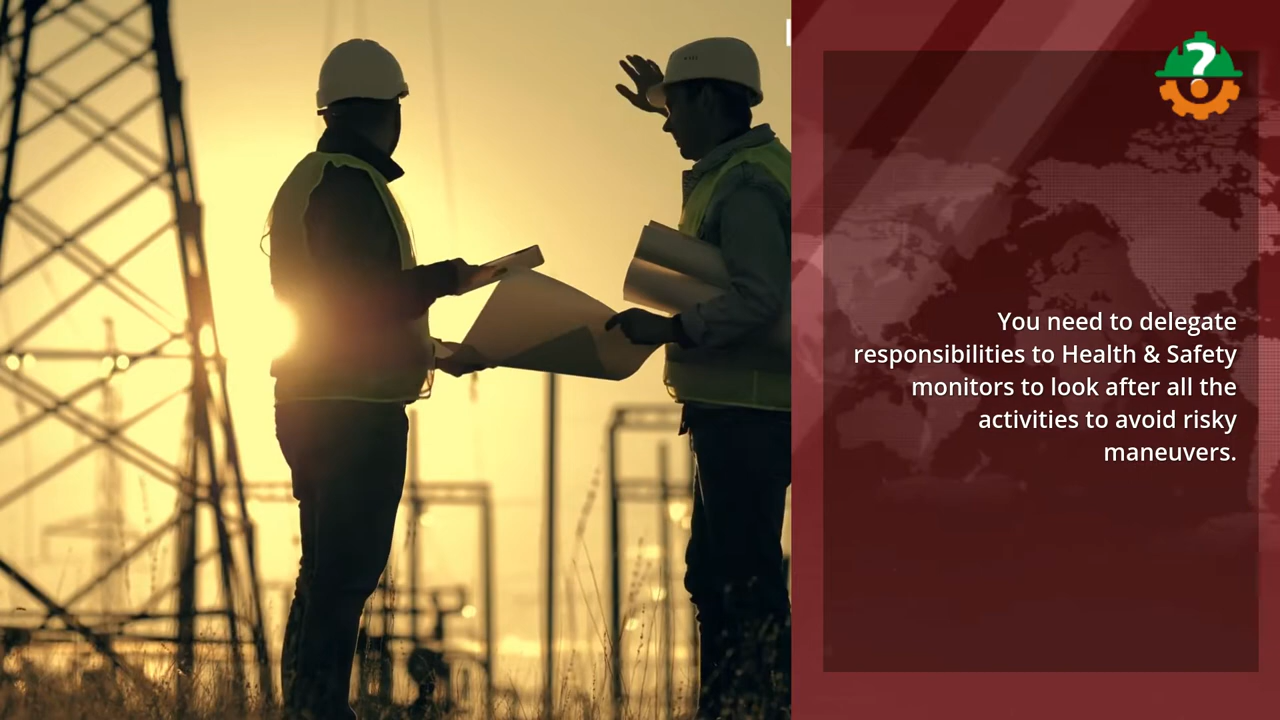 ?
You need to delegate
responsibilities to Health & Safety
monitors to look after all the
activities to avoid risky
maneuvers.